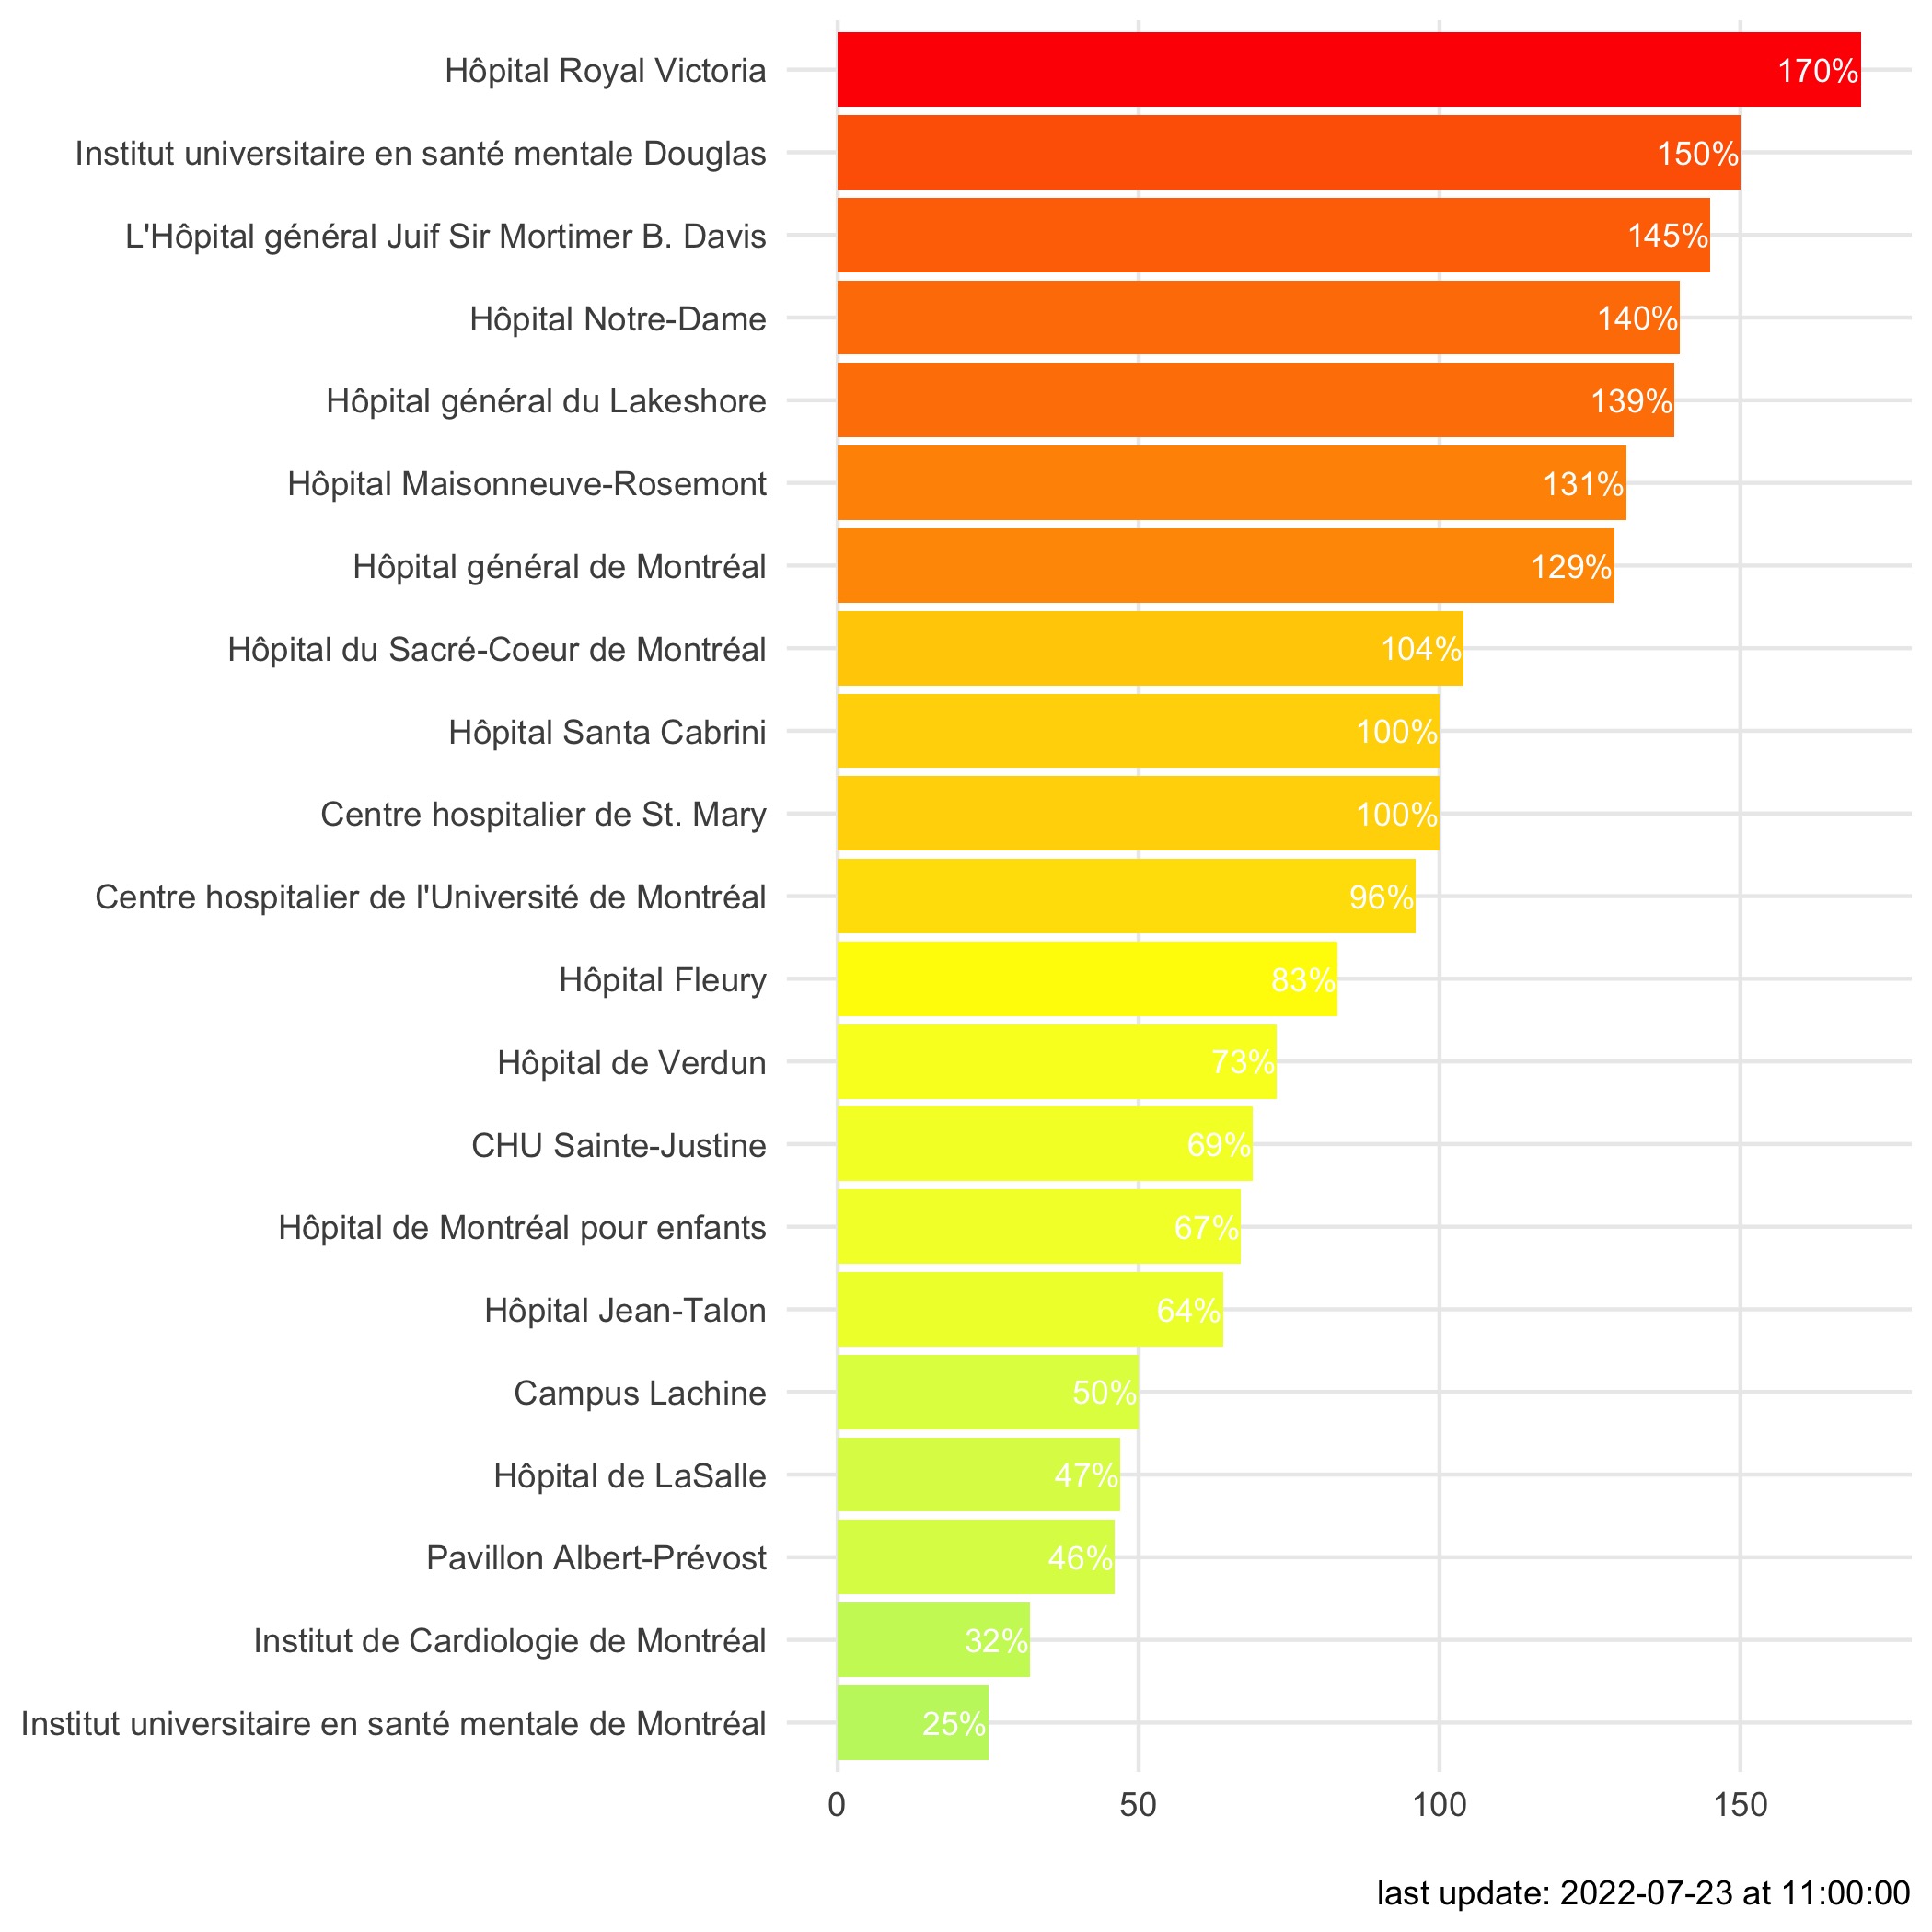 Hôpital Royal Victoria 170%
Institut universitaire en santé mentale Douglas 150%
L'Hôpital général Juif Sir Mortimer B. Davis 145%
Hôpital Notre-Dame 140%
Hôpital général du Lakeshore 139%
Hôpital Maisonneuve-Rosemont 131%
Hôpital général de Montréal 129%
Hôpital du Sacré-Coeur de Montréal 104%
Hôpital Santa Cabrini 100%
Centre hospitalier de St. Mary 100%
Centre hospitalier de l'Université de Montréal 96%
Hôpital Fleury 83%
Hôpital de Verdun 73%
CHU Sainte-Justine 69%
Hôpital de Montréal pour enfants 67%
Hôpital Jean-Talon 64%
Campus Lachine 50%
Hôpital de LaSalle 47%
Pavillon Albert-Prévost 46%
Institut de Cardiologie de Montréal 32%
Institut universitaire en santé mentale de Montréal 25%
0 50 100 150
last update: 2022-07-23 at 11:00:00